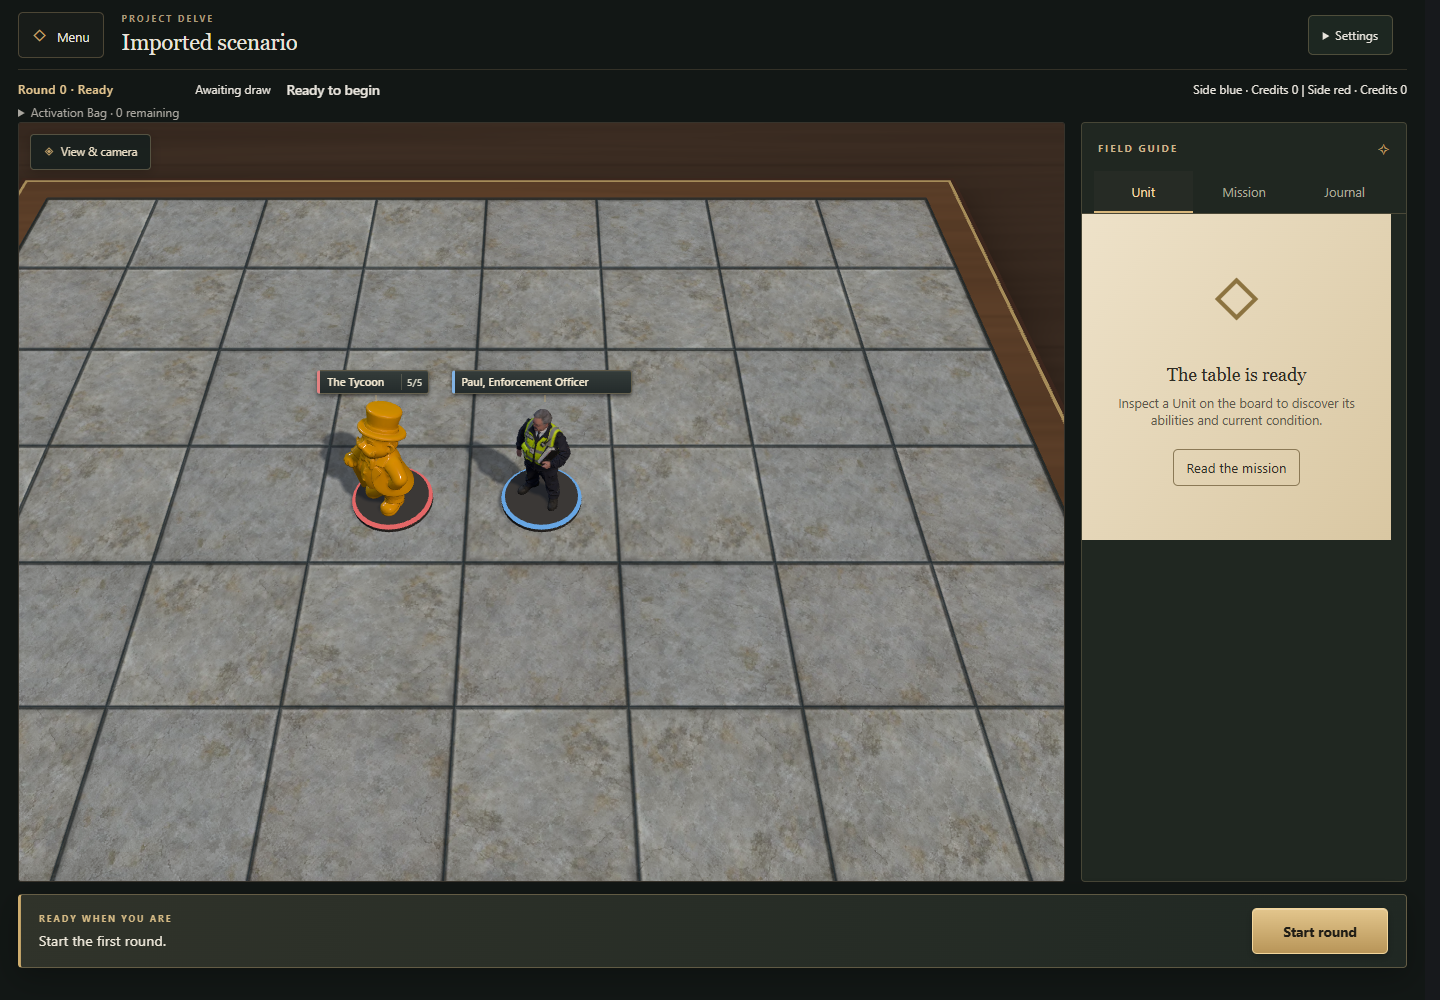 Menu
PROJECT DELVE
Imported scenario
Settings
Round 0 · Ready
Awaiting draw
Ready to begin
Side blue · Credits 0 | Side red · Credits 0
Activation Bag · 0 remaining
View & camera
The Tycoon 5/5
Paul, Enforcement Officer
FIELD GUIDE
Unit
Mission
Journal
The table is ready
Inspect a Unit on the board to discover its
abilities and current condition.
Read the mission
READY WHEN YOU ARE
Start the first round.
Start round